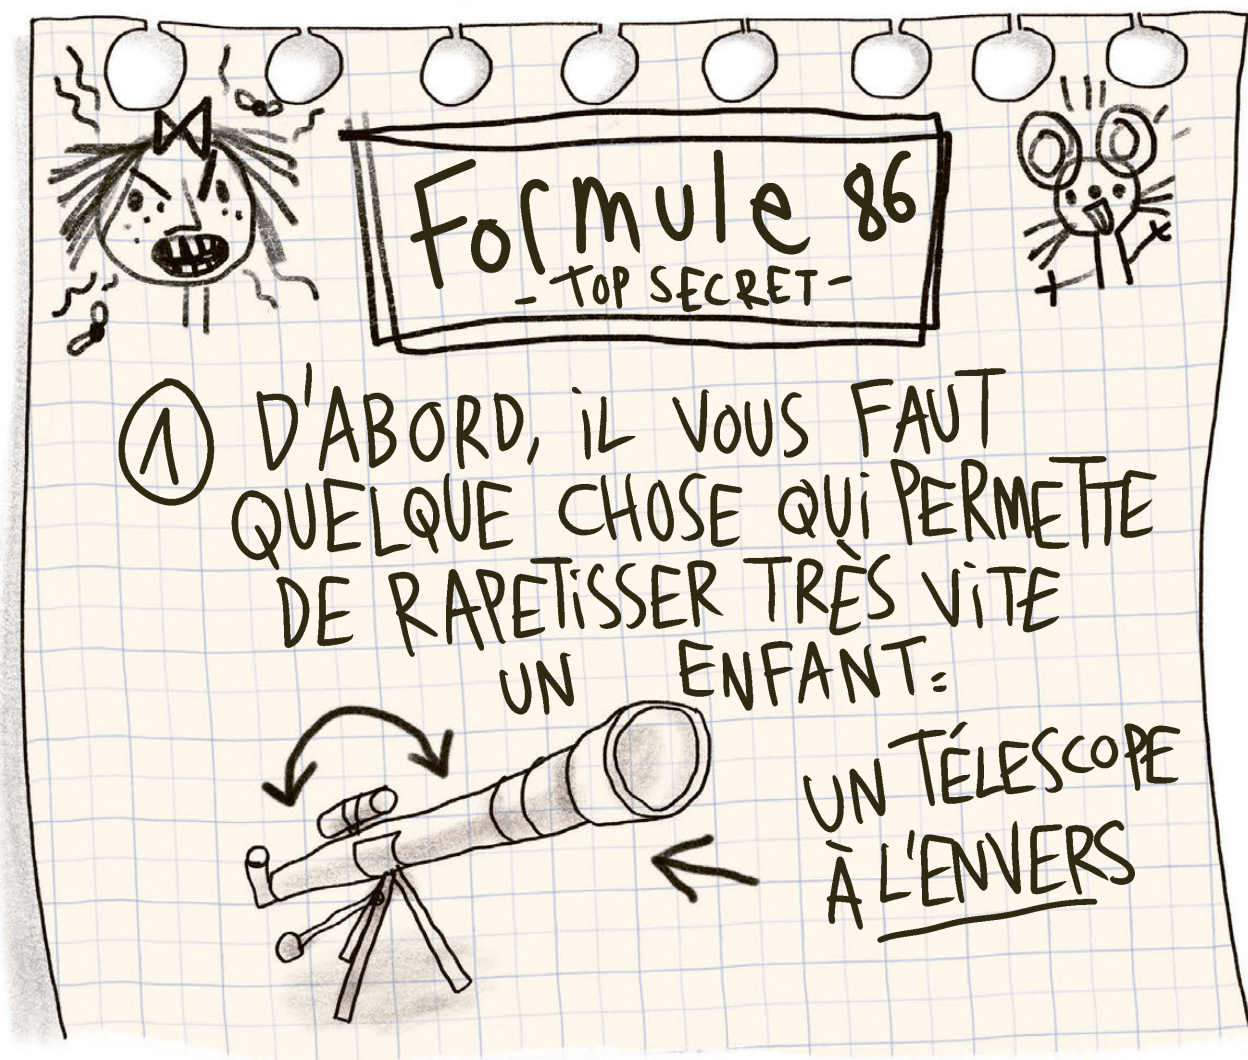 Formule 86
- TOP SECRET -
1 D'ABORD, iL VOUS FAUT
QUELQUE CHOSE QUi PERMETTE
DE RAPETiSSER TRÈS ViTE
UN ENFANT :
UN TÉLESCOPE
À L'ENVERS